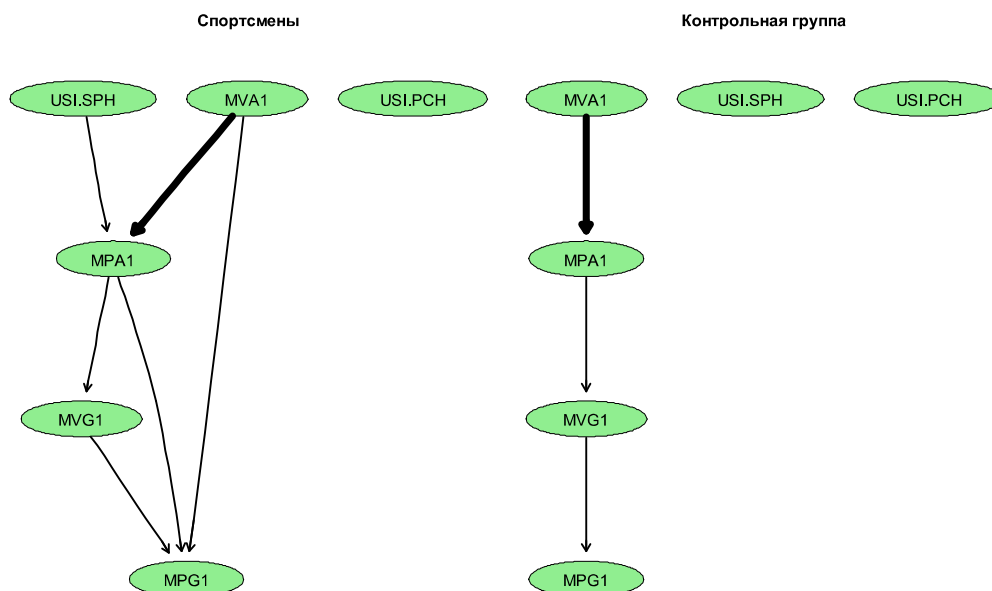 Спортсмены
USI.SPH
MVA1
USI.PCH
MPA1
MVG1
MPG1
Контрольная группа
MVA1
USI.SPH
USI.PCH
MPA1
MVG1
MPG1